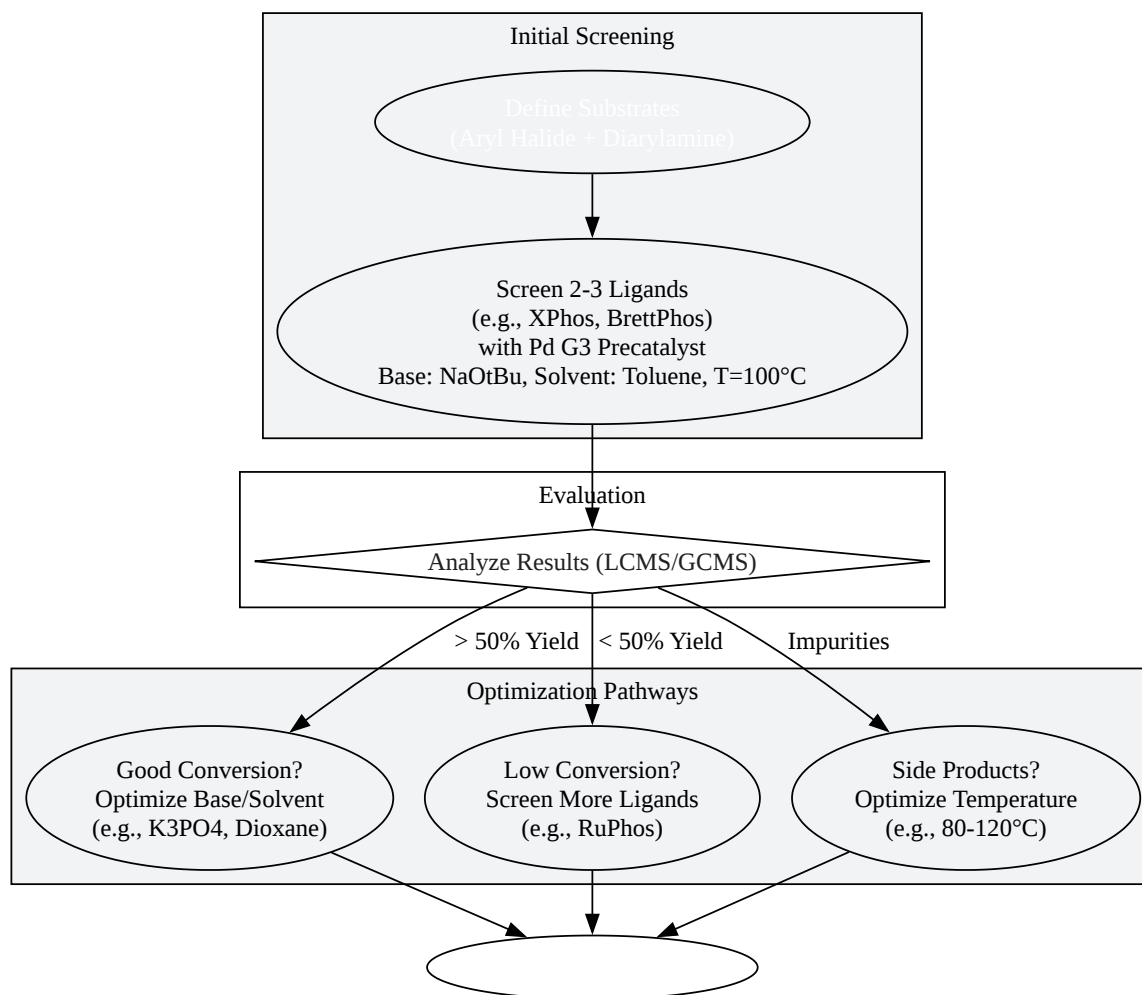 Initial Screening
Define Substrates
(Aryl Halide + Diarylamine)
Screen 2-3 Ligands
(e.g., XPhos, BrettPhos)
with Pd G3 Precatalyst
Base: NaOtBu, Solvent: Toluene, T=100°C
Evaluation
Analyze Results (LCMS/GCMS)
> 50% Yield
< 50% Yield
Impurities
Optimization Pathways
Good Conversion?
Optimize Base/Solvent
(e.g., K3PO4, Dioxane)
Low Conversion?
Screen More Ligands
(e.g., RuPhos)
Side Products?
Optimize Temperature
(e.g., 80-120°C)